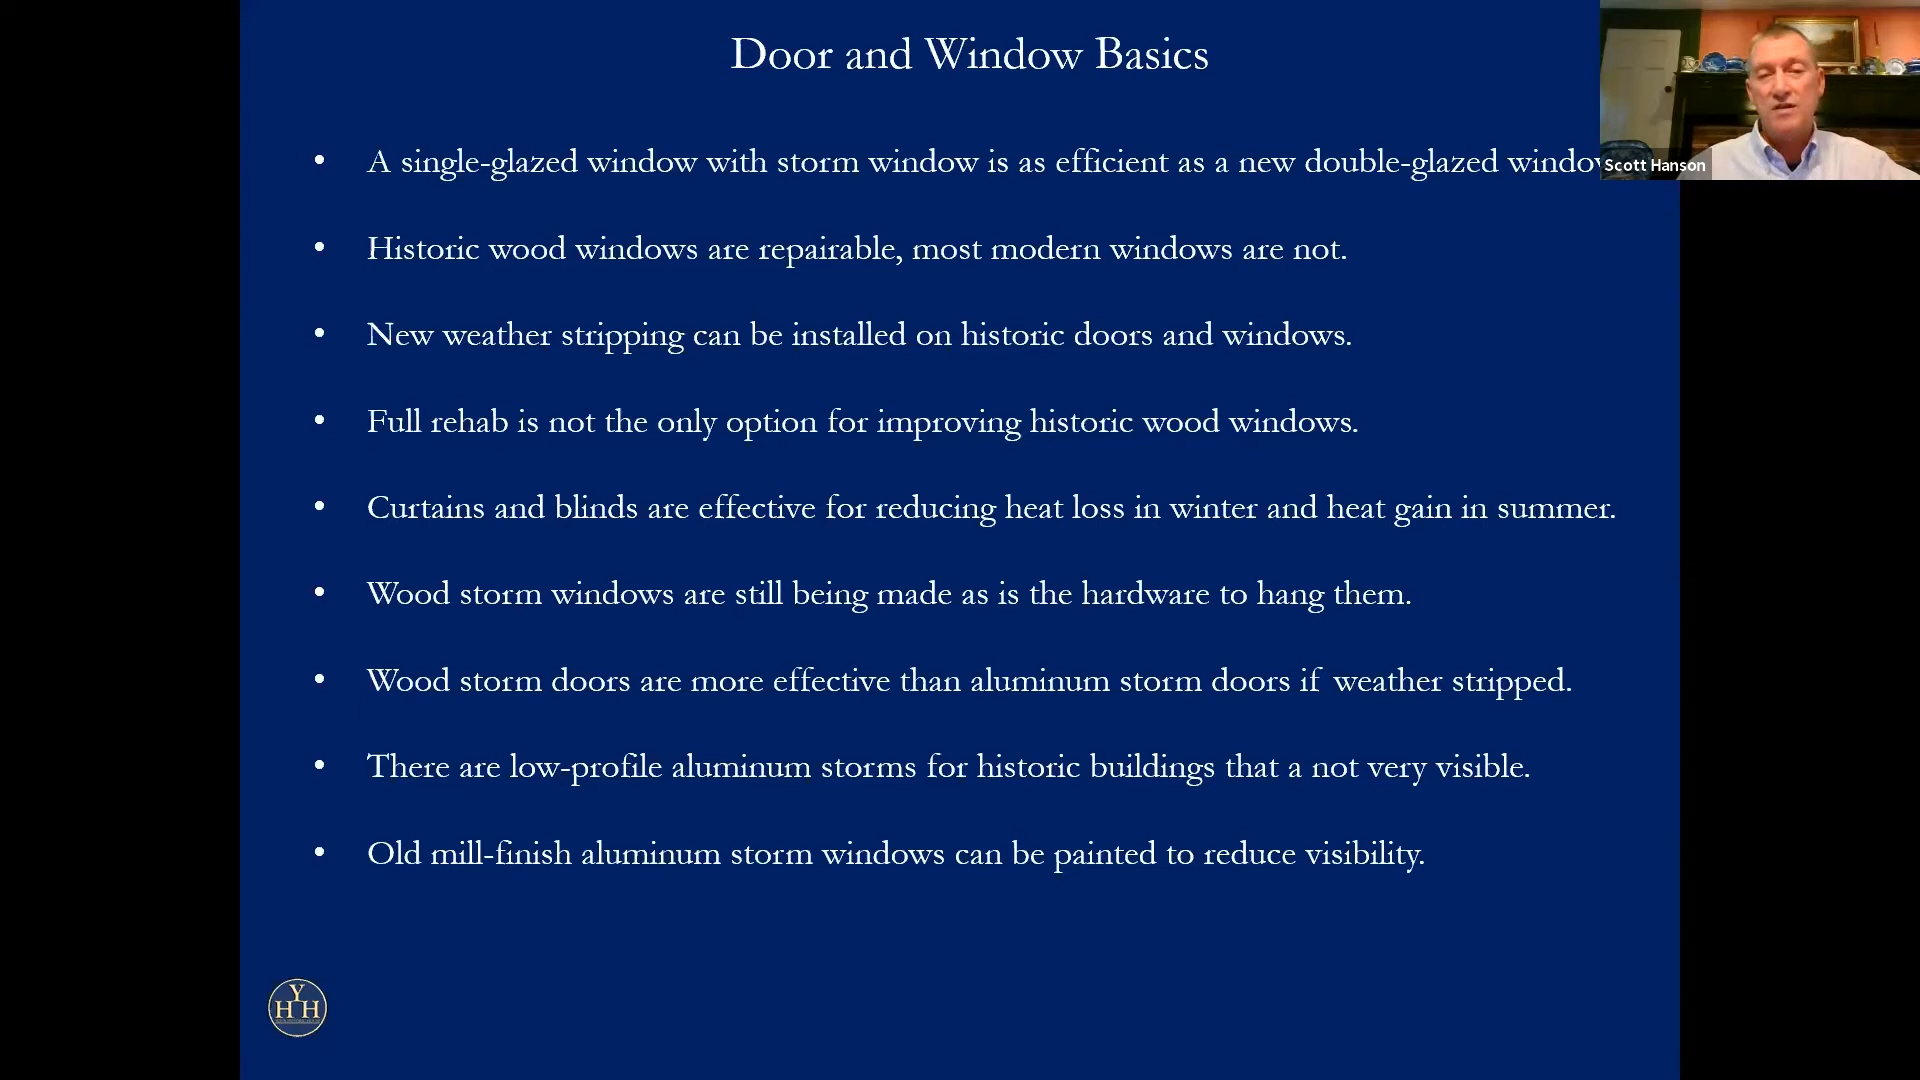 Door and Window Basics
• A single-glazed window with storm window is as efficient as a new double-glazed
Scott Hanson
• Historic wood windows are repairable, most modern windows are not.
• New weather stripping can be installed on historic doors and windows.
• Full rehab is not the only option for improving historic wood windows.
• Curtains and blinds are effective for reducing heat loss in winter and heat gain in summer.
• Wood storm windows are still being made as is the hardware to hang them.
• Wood storm doors are more effective than aluminum storm doors if weather stripped.
• There are low-profile aluminum storms for historic buildings that a not very visible.
• Old mill-finish aluminum storm windows can be painted to reduce visibility.
Y
H H